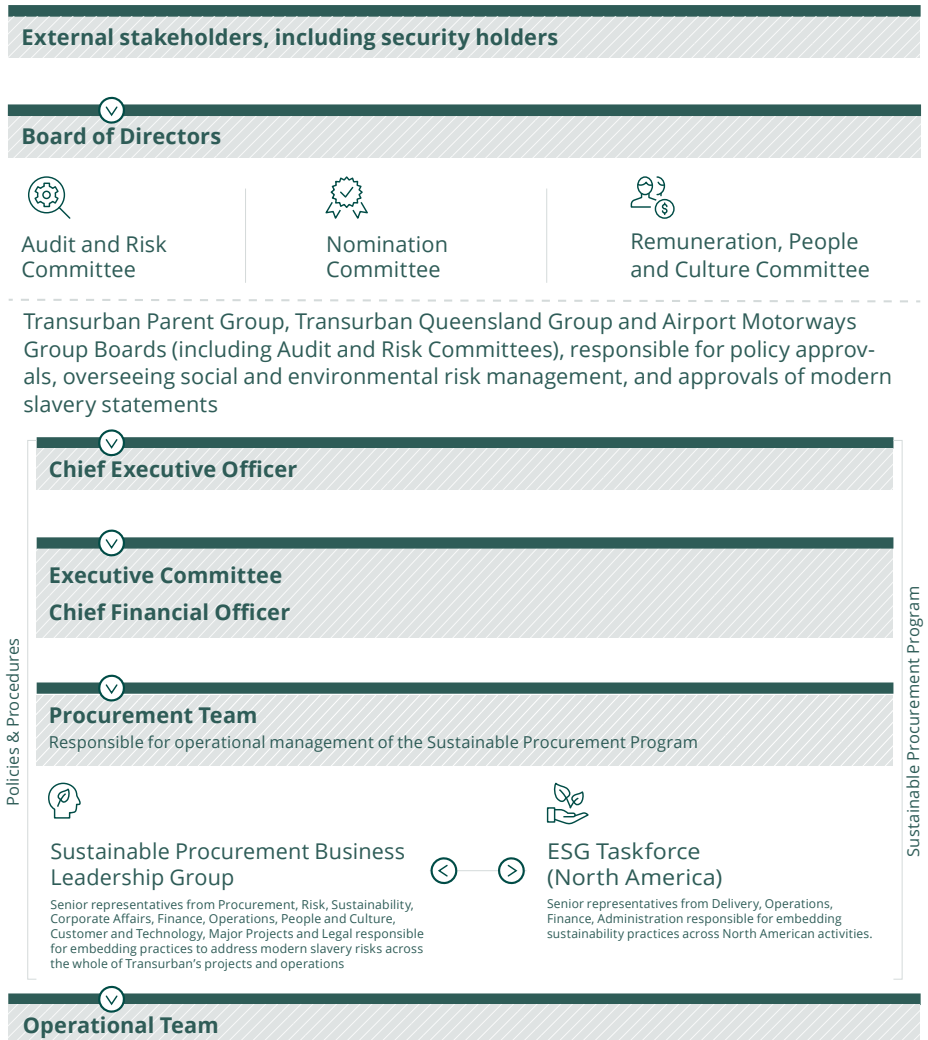 External stakeholders, including security holders
Board of Directors
Audit and Risk
Committee
Nomination
Committee
Remuneration, People
and Culture Committee
Transurban Parent Group, Transurban Queensland Group and Airport Motorways
Group Boards (including Audit and Risk Committees), responsible for policy approv-
als, overseeing social and environmental risk management, and approvals of modern
slavery statements
Chief Executive Officer
Executive Committee
Chief Financial Officer
Procurement Team
Responsible for operational management of the Sustainable Procurement Program
Policies & Procedures
Sustainable Procurement Program
Sustainable Procurement Business
Leadership Group
Senior representatives from Procurement, Risk, Sustainability,
Corporate Affairs, Finance, Operations, People and Culture,
Customer and Technology, Major Projects and Legal responsible
for embedding practices to address modern slavery risks across
the whole of Transurban's projects and operations
ESG Taskforce
(North America)
Senior representatives from Delivery, Operations,
Finance, Administration responsible for embedding
sustainability practices across North American activities.
Operational Team